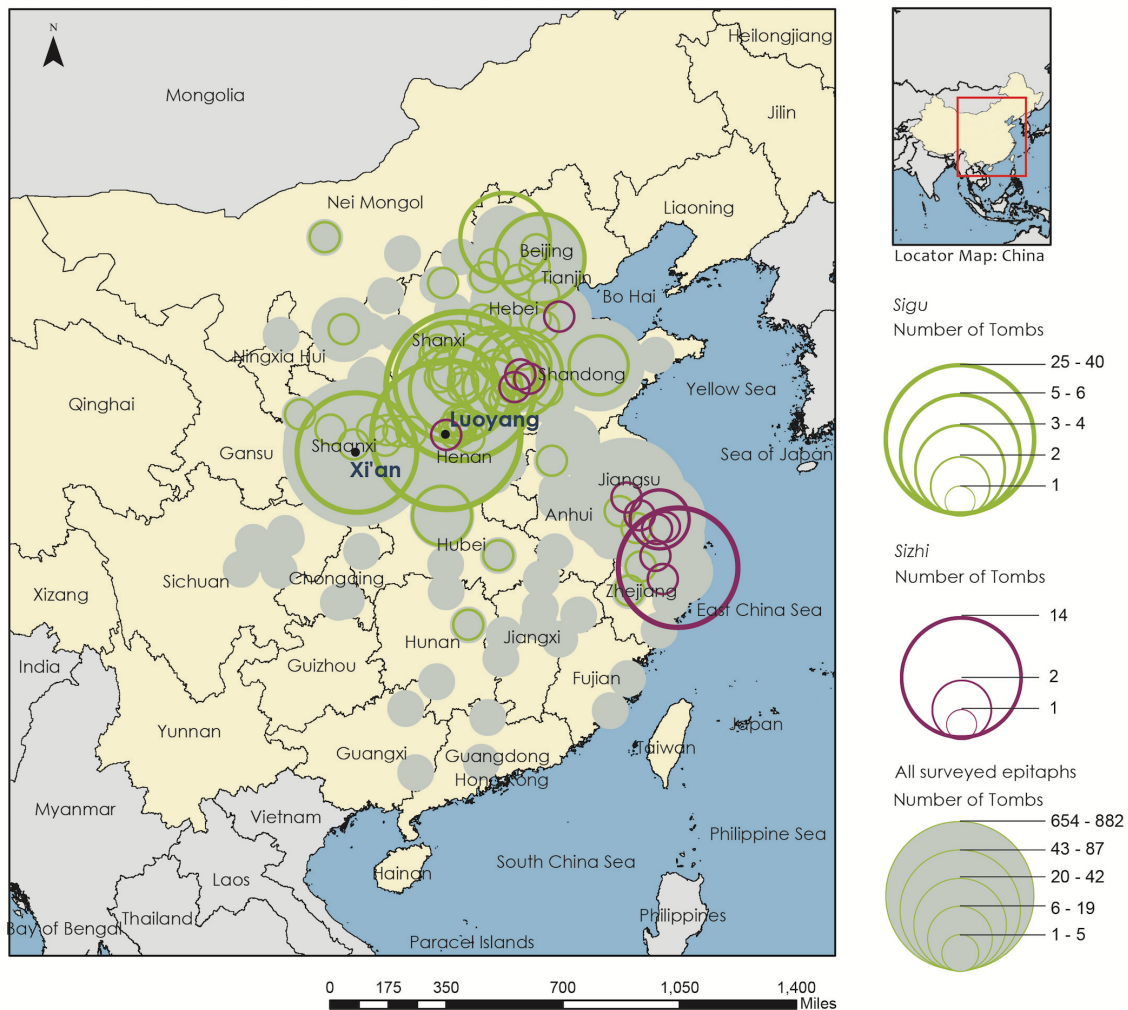 N
Heilongjiang
Mongolia
Jilin
Nei Mongol
Liaoning
Beijing
Tianjin
Bo Hai
Hebei
Shanxi
Ningxia Hui
Shandong
Yellow Sea
Qinghai
Luoyang
Shaanxi
Gansu
Henan
Xi'an
Sea of Japan
Jiangsu
Anhui
Hubei
Sichuan
Chongqing
Zhejiang
Xizang
East China Sea
Hunan
Jiangxi
India
Guizhou
Fujian
Yunnan
Japan
Taiwan
Guangxi
Guangdong
Hong Kong
Myanmar
Vietnam
Philippine Sea
South China Sea
Hainan
Laos
Thailand
Philippines
Bay of Bengal
Paracel Islands
0 175 350 700 1,050 1,400
Miles
Locator Map: China
Sigu
Number of Tombs
25 - 40
5 - 6
3 - 4
2
1
Sizhi
Number of Tombs
14
2
1
All surveyed epitaphs
Number of Tombs
654 - 882
43 - 87
20 - 42
6 - 19
1 - 5